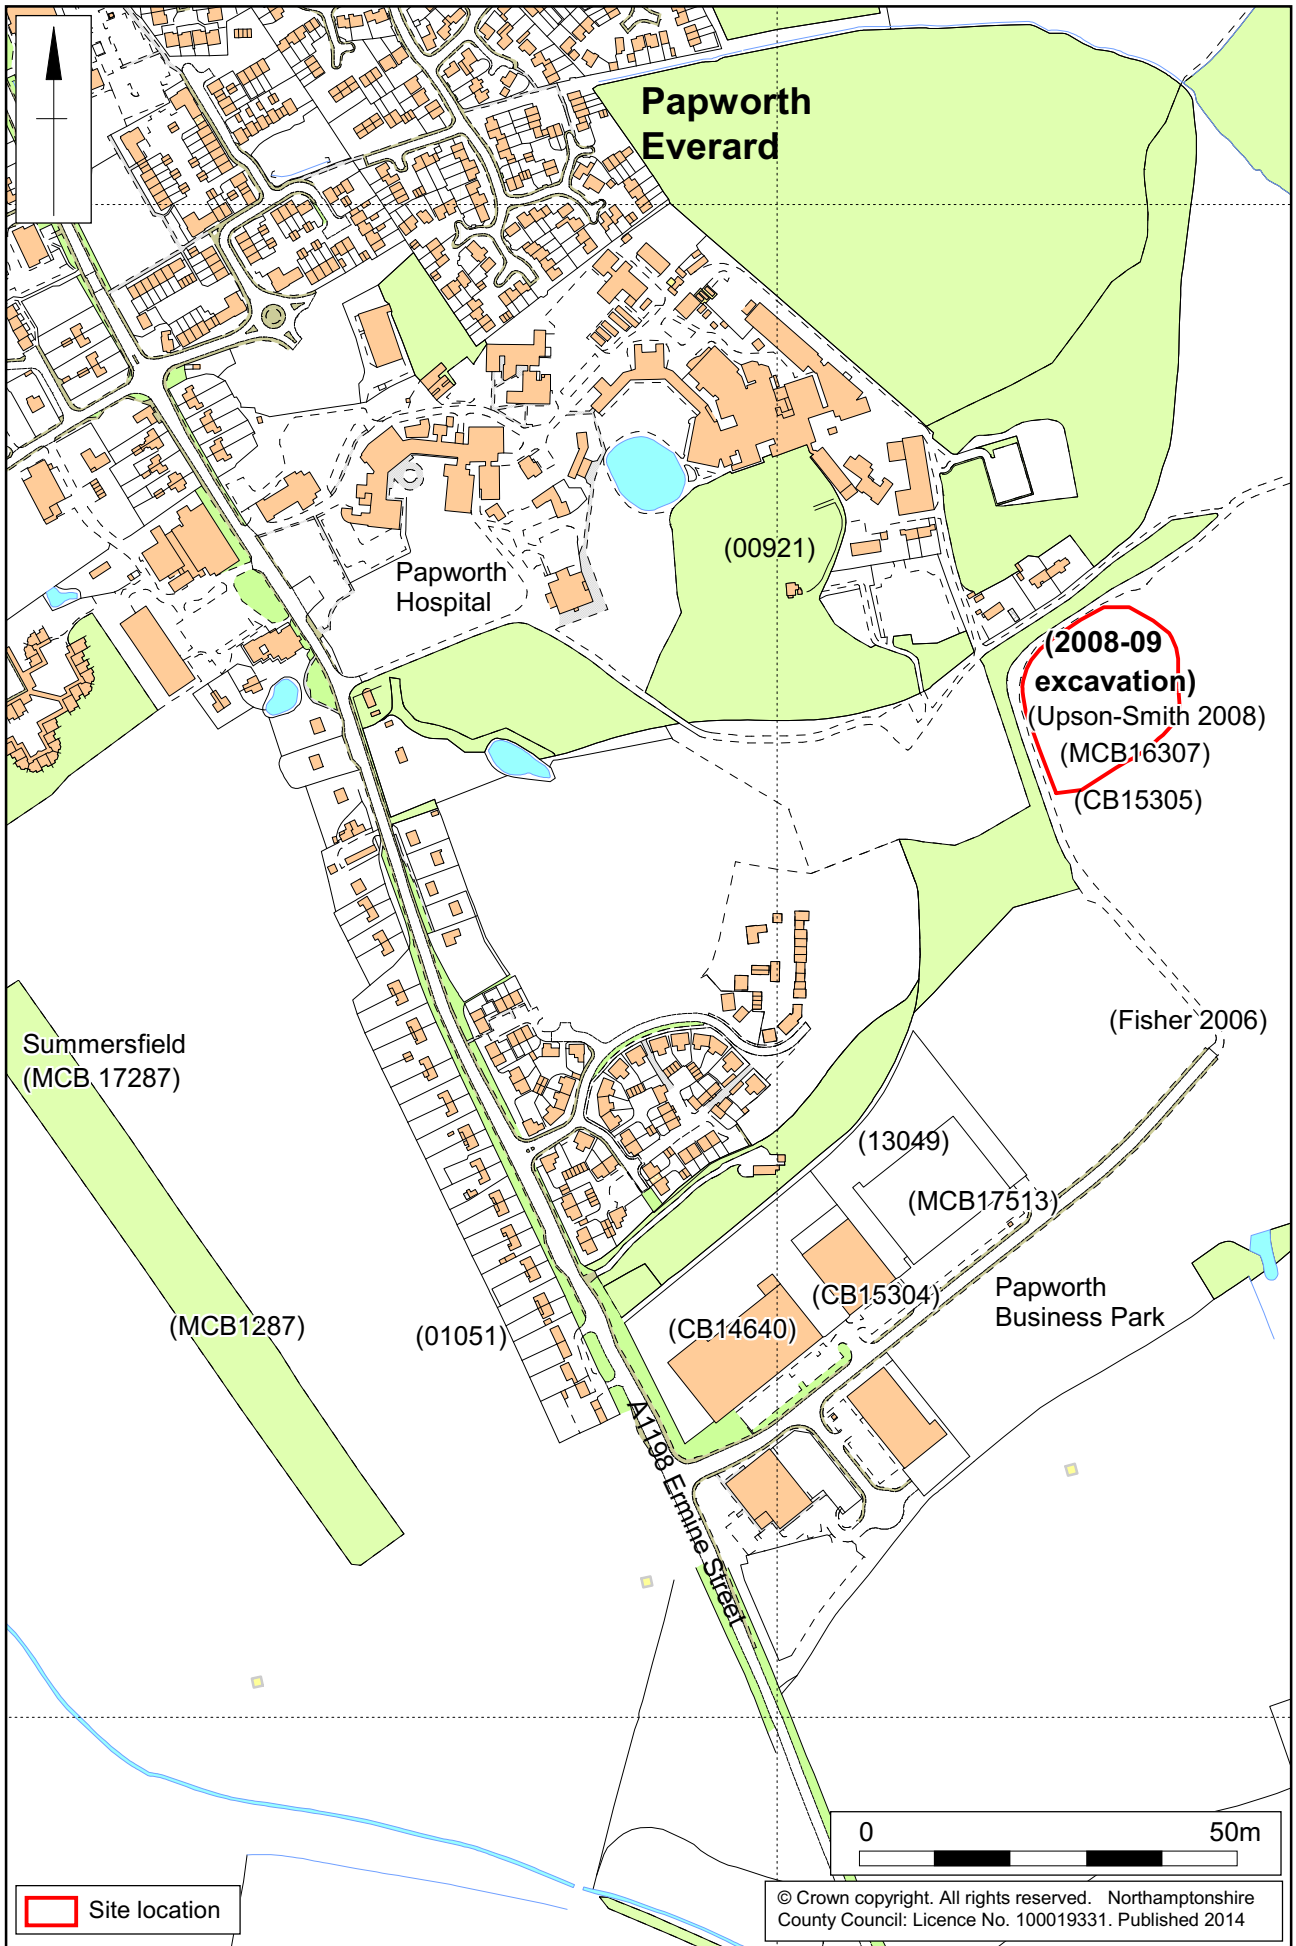 Papworth
Everard
(00921)
Papworth
Hospital
(2008-09
excavation)
(Upson-Smith 2008)
(MCB16307)
(CB15305)
(Fisher 2006)
Summersfield
(MCB 17287)
(13049)
(MCB17513)
(CB15304)
Papworth
Business Park
(MCB1287)
(01051)
(CB14640)
A1198 Ermine Street
0 50m
Site location
© Crown copyright. All rights reserved. Northamptonshire
County Council: Licence No. 100019331. Published 2014